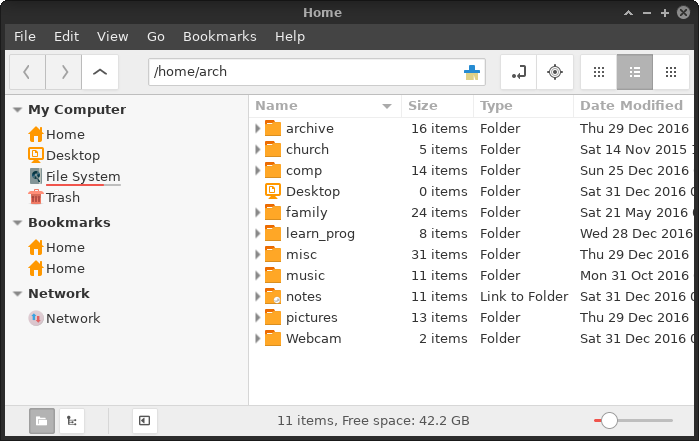 Home
File Edit View Go Bookmarks Help
/home/arch
My Computer
Home
Desktop
File System
Trash
Bookmarks
Home
Home
Network
Network
Name Size Type Date Modified
archive 16 items Folder Thu 29 Dec 2016
church 5 items Folder Sat 14 Nov 2015
comp 14 items Folder Sun 25 Dec 2016
Desktop 0 items Folder Sat 31 Dec 2016
family 24 items Folder Sat 21 May 2016
learn_prog 8 items Folder Wed 28 Dec 2016
misc 31 items Folder Thu 29 Dec 2016
music 11 items Folder Mon 31 Oct 2016
notes 11 items Link to Folder Sat 31 Dec 2016
pictures 13 items Folder Thu 29 Dec 2016
Webcam 2 items Folder Sat 31 Dec 2016
11 items, Free space: 42.2 GB